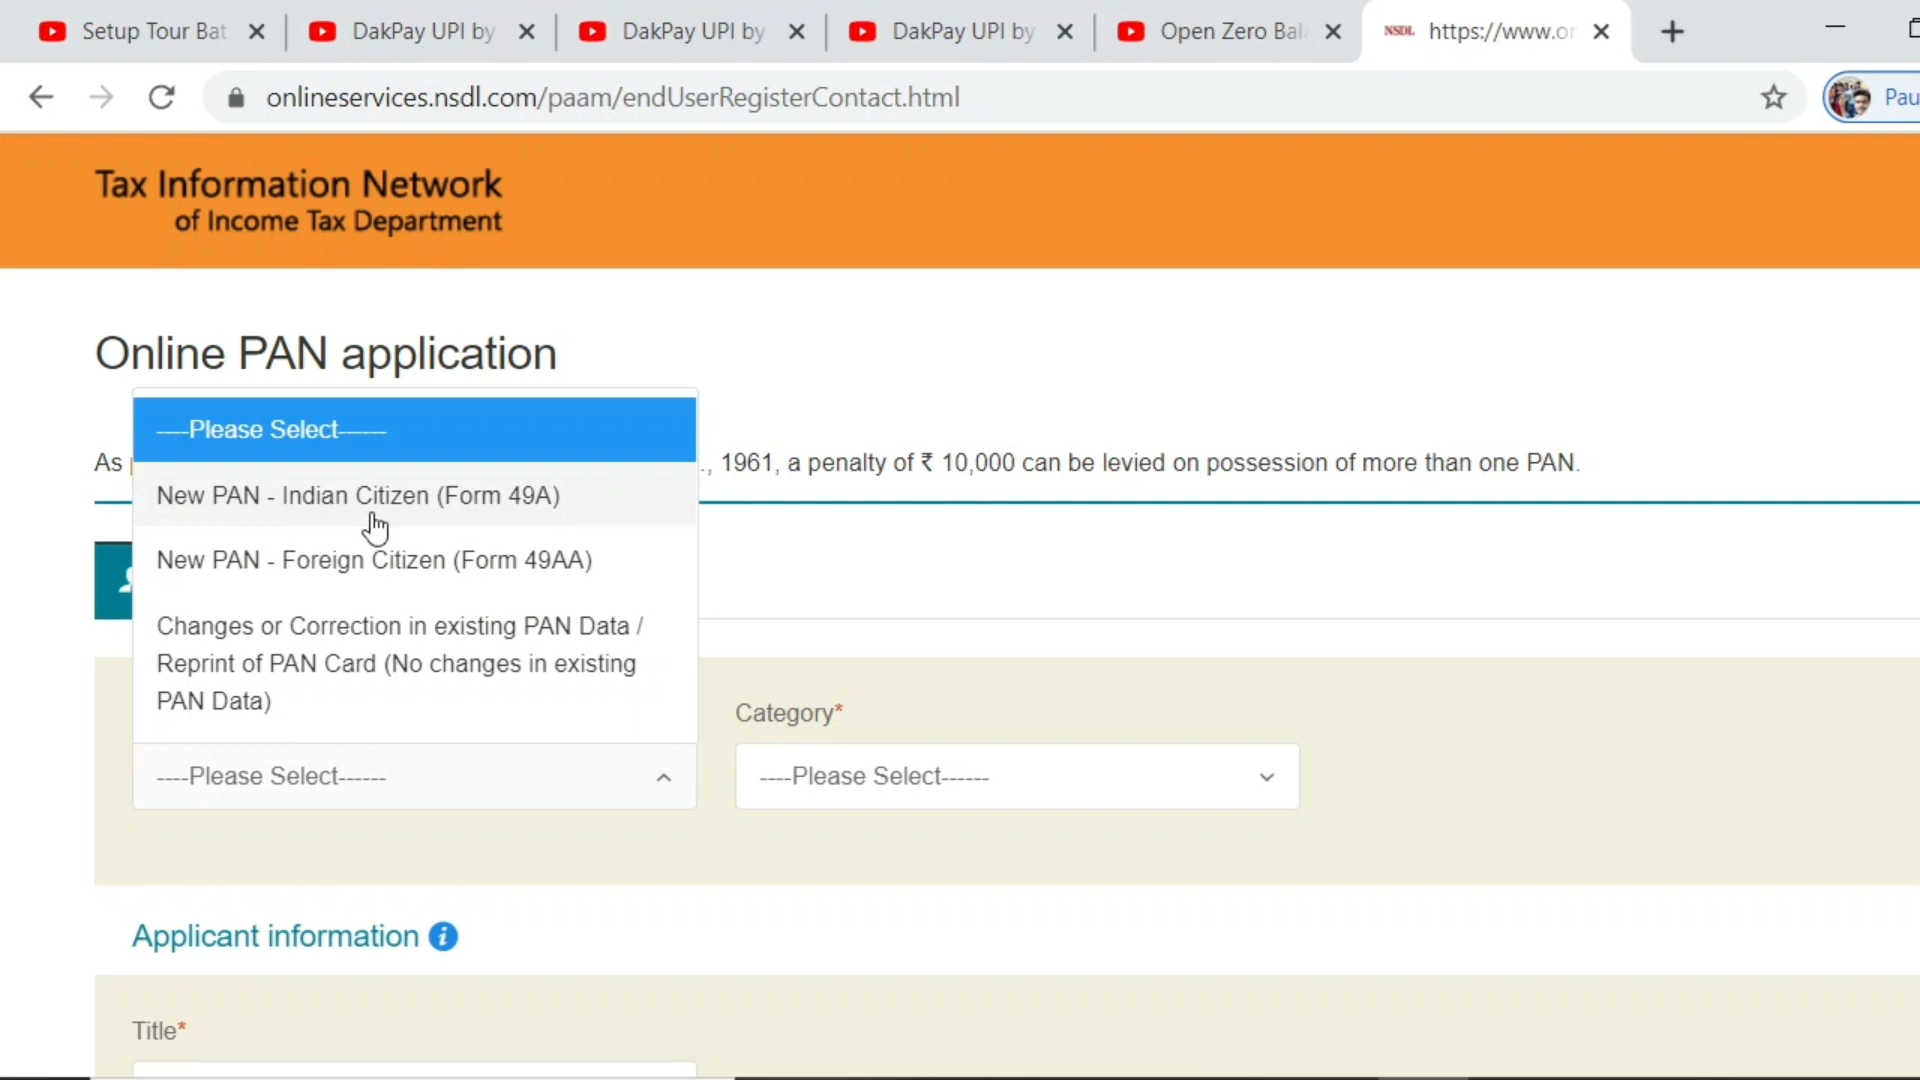 Setup Tour Bat
DakPay UPI by
DakPay UPI by
DakPay UPI by
Open Zero Bal
NSDL https://www.or
onlineservices.nsdl.com/paam/endUserRegisterContact.html
Pau
Tax Information Network
of Income Tax Department
Online PAN application
----Please Select------
As
., 1961, a penalty of ₹ 10,000 can be levied on possession of more than one PAN.
New PAN - Indian Citizen (Form 49A)
New PAN - Foreign Citizen (Form 49AA)
Changes or Correction in existing PAN Data /
Reprint of PAN Card (No changes in existing
PAN Data)
Category*
----Please Select------
----Please Select------
Applicant information i
Title*